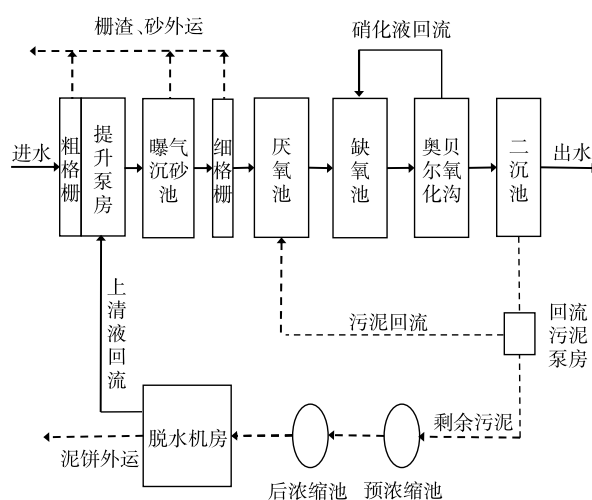 栅渣、砂外运
硝化液回流
进水
粗
格
栅
提
升
泵
房
曝气
沉砂
池
细
格
栅
厌
氧
池
缺
氧
池
奥贝
尔氧
化沟
二
沉
池
出水
上
清
液
回
流
污泥回流
回流
污泥
泵房
脱水机房
剩余污泥
泥饼外运
后浓缩池
预浓缩池